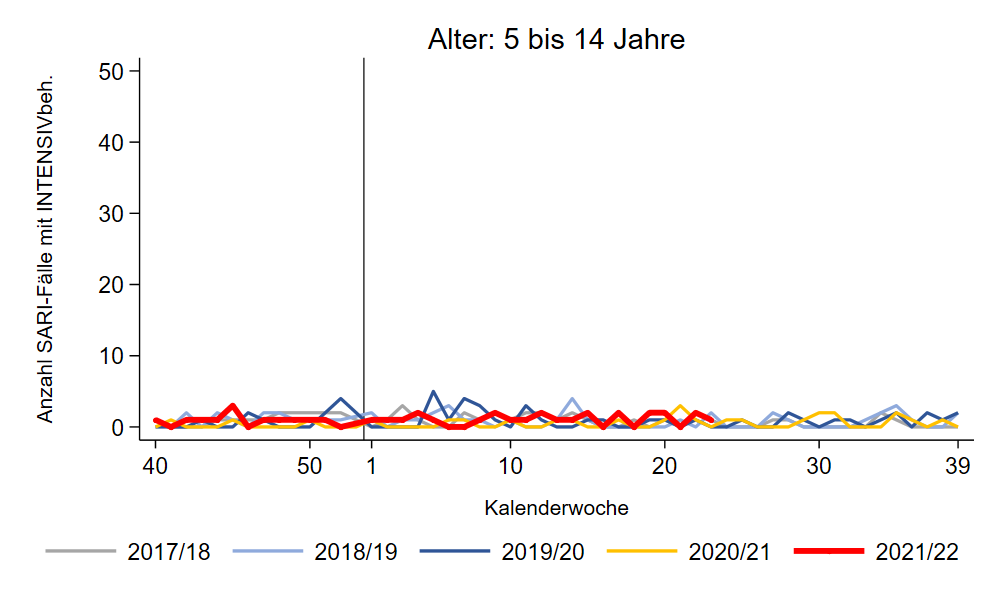 Alter: 5 bis 14 Jahre
Anzahl SARI-Fälle mit INTENSIVbeh.
50
40
30
20
10
0
40 50 1 10 20 30 39
Kalenderwoche
2017/18 2018/19 2019/20 2020/21 2021/22